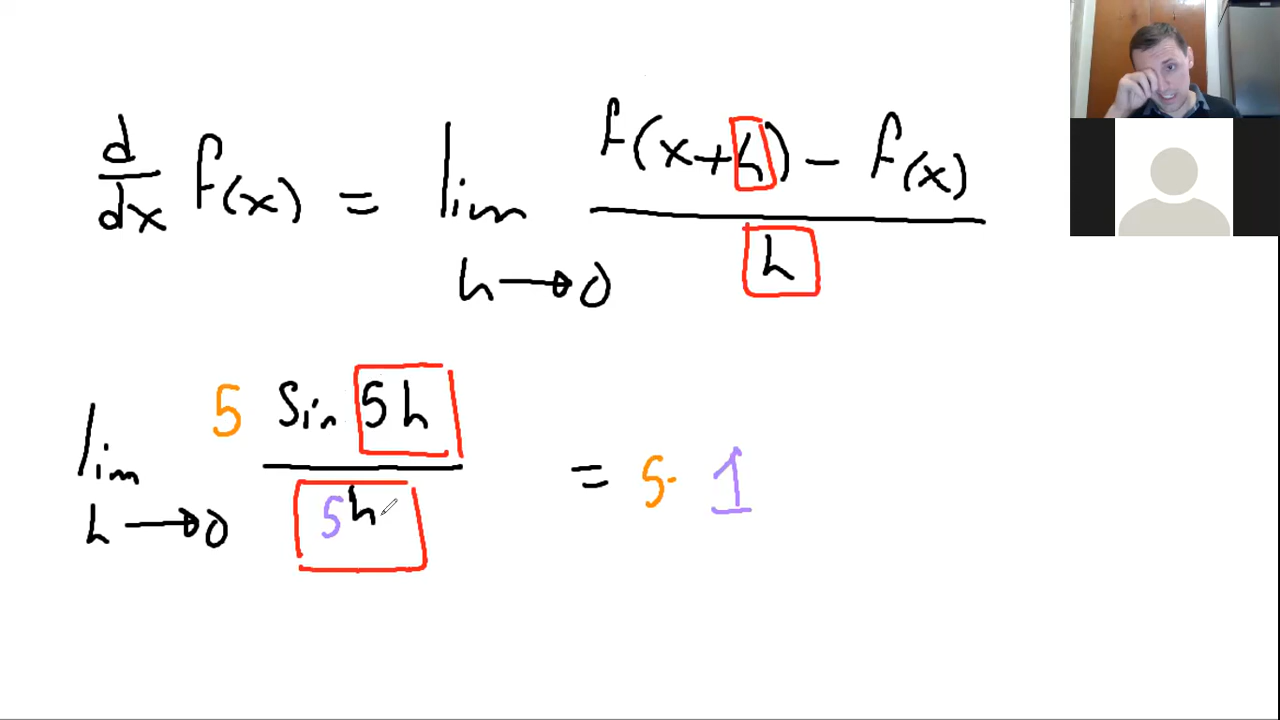 d/dx f(x) = lim h→0 (f(x+h) - f(x))/h
lim h→0 5 sin 5h / 5h = 5· 1